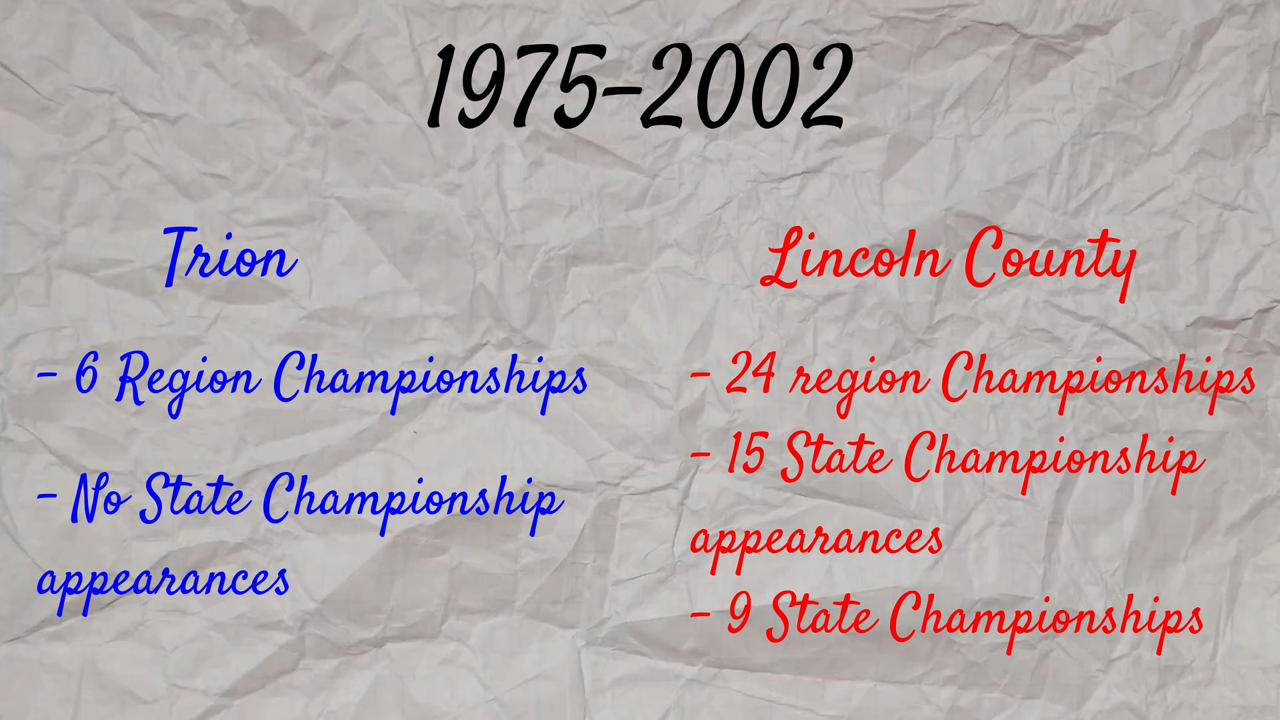 1975-2002
Trion
- 6 Region Championships
- No State Championship
appearances
Lincoln County
- 24 region Championships
- 15 State Championship
appearances
- 9 State Championships